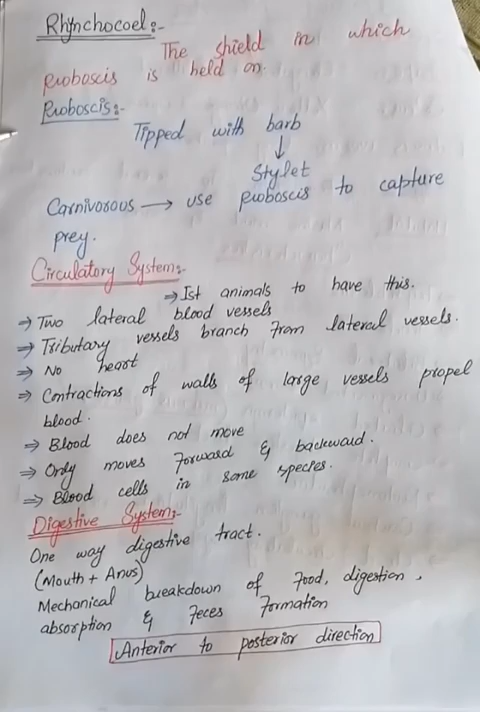 Rhynchocoel:-
The shield in which
proboscis is held on.
Proboscis:-
Tipped with barb
↓
Stylet
Carnivorous → use proboscis to capture
prey.
Circulatory System:-
⇒ Ist animals to have this.
⇒ Two lateral blood vessels
⇒ Tributary vessels branch from lateral vessels.
⇒ No heart
⇒ Contractions of walls of large vessels propel
blood.
⇒ Blood does not move
⇒ Only moves forward & backward.
⇒ Blood cells in some species.
Digestive System:-
One way digestive tract.
(Mouth + Anus)
Mechanical breakdown of food, digestion,
absorption & feces formation
Anterior to posterior direction